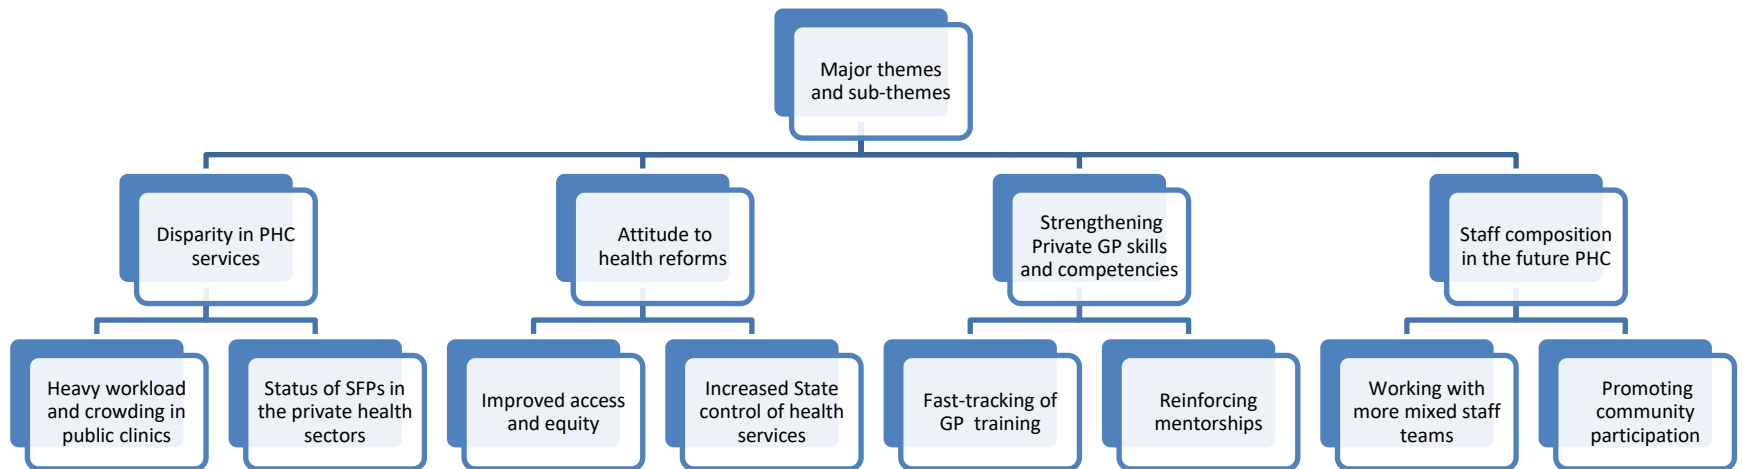 Major themes
and sub-themes
Disparity in PHC
services
Attitude to
health reforms
Strengthening
Private GP skills
and competencies
Staff composition
in the future PHC
Heavy workload
and crowding in
public clinics
Status of SFPs in
the private health
sectors
Improved access
and equity
Increased State
control of health
services
Fast-tracking of
GP training
Reinforcing
mentorships
Working with
more mixed staff
teams
Promoting
community
participation